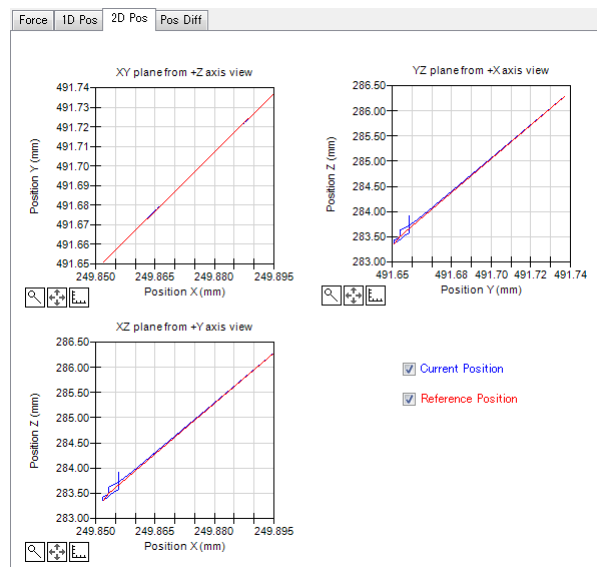 Force 1D Pos 2D Pos Pos Diff
XY plane from +Z axis view
491.74
491.73
491.72
491.71
491.70
491.69
491.68
491.67
491.66
491.65
Position Y (mm)
249.850 249.865 249.880 249.895
Position X (mm)
YZ plane from +X axis view
286.50
286.00
285.50
285.00
284.50
284.00
283.50
283.00
Position Z (mm)
491.65 491.68 491.70 491.72 491.74
Position Y (mm)
XZ plane from +Y axis view
286.50
286.00
285.50
285.00
284.50
284.00
283.50
283.00
Position Z (mm)
249.850 249.865 249.880 249.895
Position X (mm)
Current Position
Reference Position